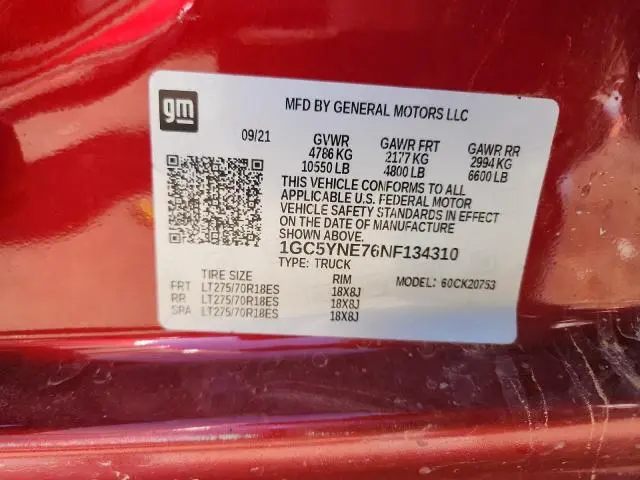 gm
MFD BY GENERAL MOTORS LLC
09/21 GVWR GAWR FRT GAWR RR
4786 KG 2177 KG 2994 KG
10550 LB 4800 LB 6600 LB
THIS VEHICLE CONFORMS TO ALL
APPLICABLE U.S. FEDERAL MOTOR
VEHICLE SAFETY STANDARDS IN EFFECT
ON THE DATE OF MANUFACTURE
SHOWN ABOVE.
1GC5YNE76NF134310
TYPE: TRUCK
MODEL: 60CK20753
TIRE SIZE RIM
FRT LT275/70R18ES 18X8J
RR LT275/70R18ES 18X8J
SPA LT275/70R18ES 18X8J